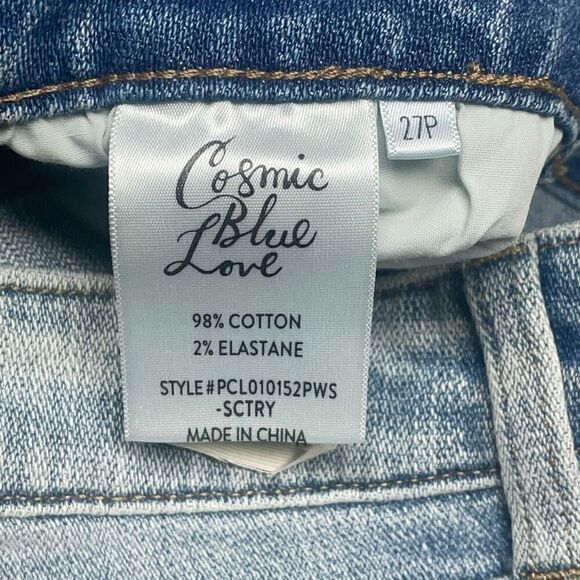 27P
Cosmic
Blue
Love
98% COTTON
2% ELASTANE
STYLE#PCL010152PWS
-SCTRY
MADE IN CHINA